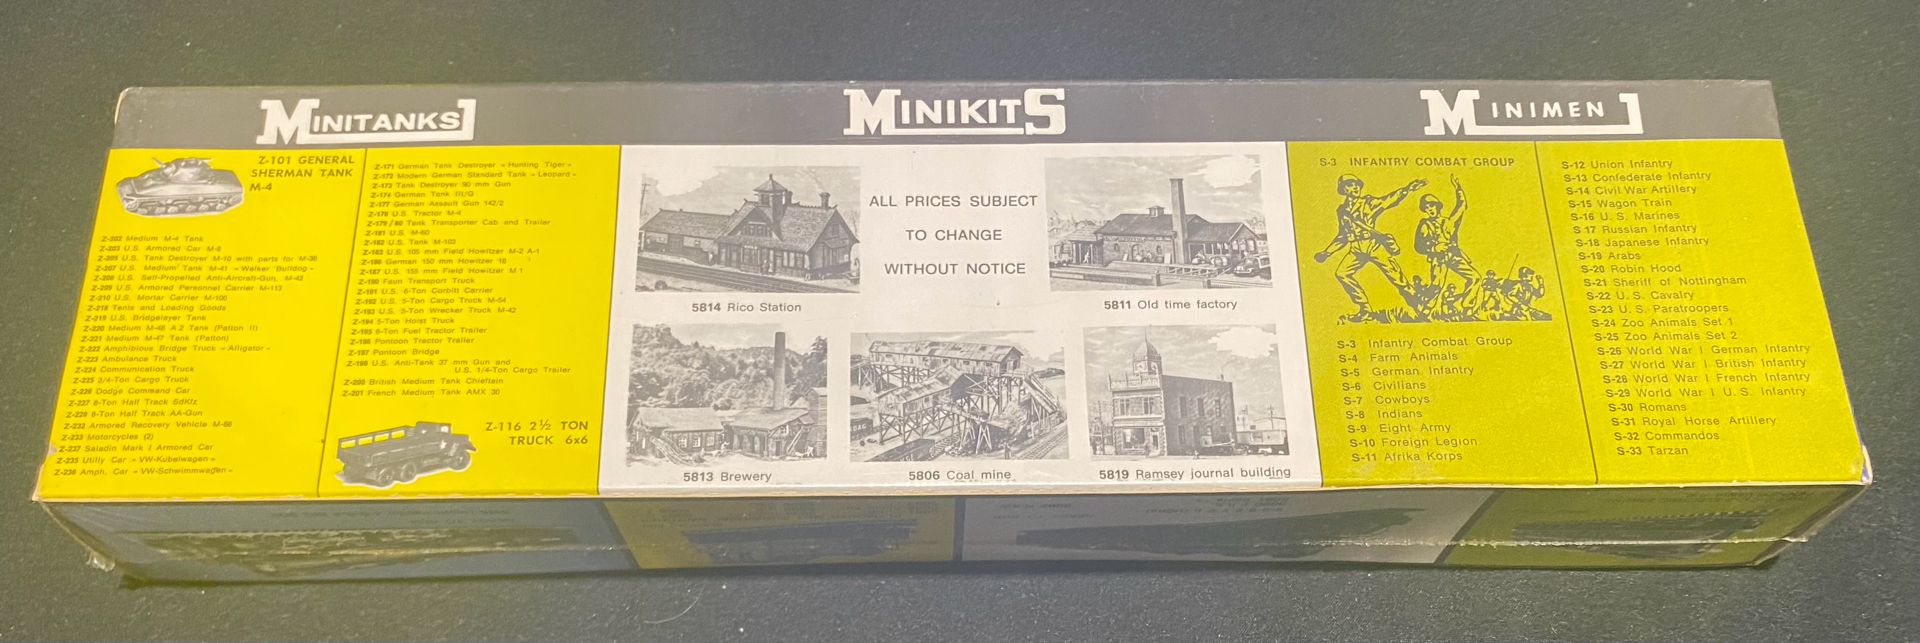 MINITANKS
Z-101 GENERAL
SHERMAN TANK
M-4
Z-202 Medium M-4 Tank
Z-203 U.S. Armored Car M-8
Z-205 U.S. Tank Destroyer M-10 with parts for M-36
Z-207 U.S. Medium Tank M-41 »Walker Bulldog«
Z-208 U.S. Self-Propelled Anti-Aircraft-Gun, M-42
Z-209 U.S. Armored Personnel Carrier M-113
Z-210 U.S. Mortar Carrier M-106
Z-218 Tents and Loading Goods
Z-219 U.S. Bridgelayer Tank
Z-220 Medium M-48 A 2 Tank (Patton II)
Z-221 Medium M-47 Tank (Patton)
Z-222 Amphibious Bridge Truck »Alligator«
Z-223 Ambulance Truck
Z-224 Communication Truck
Z-225 3/4-Ton Cargo Truck
Z-226 Dodge Command Car
Z-227 8-Ton Half Track SdKfz
Z-228 8-Ton Half Track AA-Gun
Z-232 Armored Recovery Vehicle M-88
Z-233 Motorcycles (2)
Z-237 Saladin Mark I Armored Car
Z-235 Utility Car »VW-Kubelwagen«
Z-236 Amph. Car »VW-Schwimmwagen«
Z-171 German Tank Destroyer »Hunting Tiger«
Z-172 Modern German Standard Tank »Leopard«
Z-173 Tank Destroyer 90 mm Gun
Z-174 German Tank III/G
Z-177 German Assault Gun 142/2
Z-178 U.S. Tractor M-4
Z-179/80 Tank Transporter Cab and Trailer
Z-181 U.S. M-60
Z-182 U.S. Tank M-103
Z-183 U.S. 105 mm Field Howitzer M-2 A-1
Z-186 German 150 mm Howitzer 18
Z-187 U.S. 155 mm Field Howitzer M 1
Z-190 Faun Transport Truck
Z-191 U.S. 6-Ton Corbitt Carrier
Z-192 U.S. 5-Ton Cargo Truck M-54
Z-193 U.S. 5-Ton Wrecker Truck M-62
Z-194 5-Ton Hoist Truck
Z-195 6-Ton Fuel Tractor Trailer
Z-196 Pontoon Tractor Trailer
Z-197 Pontoon Bridge
Z-198 U.S. Anti-Tank 37 mm Gun and
U.S. 1/4-Ton Cargo Trailer
Z-200 British Medium Tank Chieftain
Z-201 French Medium Tank AMX 30
Z-116 2½ TON
TRUCK 6x6
MINIKITS
ALL PRICES SUBJECT
TO CHANGE
WITHOUT NOTICE
5814 Rico Station
5811 Old time factory
5813 Brewery
5806 Coal mine
5819 Ramsey journal building
MINIMEN
S-3 INFANTRY COMBAT GROUP
S-3 Infantry Combat Group
S-4 Farm Animals
S-5 German Infantry
S-6 Civilians
S-7 Cowboys
S-8 Indians
S-9 Eight Army
S-10 Foreign Legion
S-11 Afrika Korps
S-12 Union Infantry
S-13 Confederate Infantry
S-14 Civil War Artillery
S-15 Wagon Train
S-16 U. S. Marines
S 17 Russian Infantry
S-18 Japanese Infantry
S-19 Arabs
S-20 Robin Hood
S-21 Sheriff of Nottingham
S-22 U. S. Cavalry
S-23 U. S. Paratroopers
S-24 Zoo Animals Set 1
S-25 Zoo Animals Set 2
S-26 World War I German Infantry
S-27 World War I British Infantry
S-28 World War I French Infantry
S-29 World War I U. S. Infantry
S-30 Romans
S-31 Royal Horse Artillery
S-32 Commandos
S-33 Tarzan